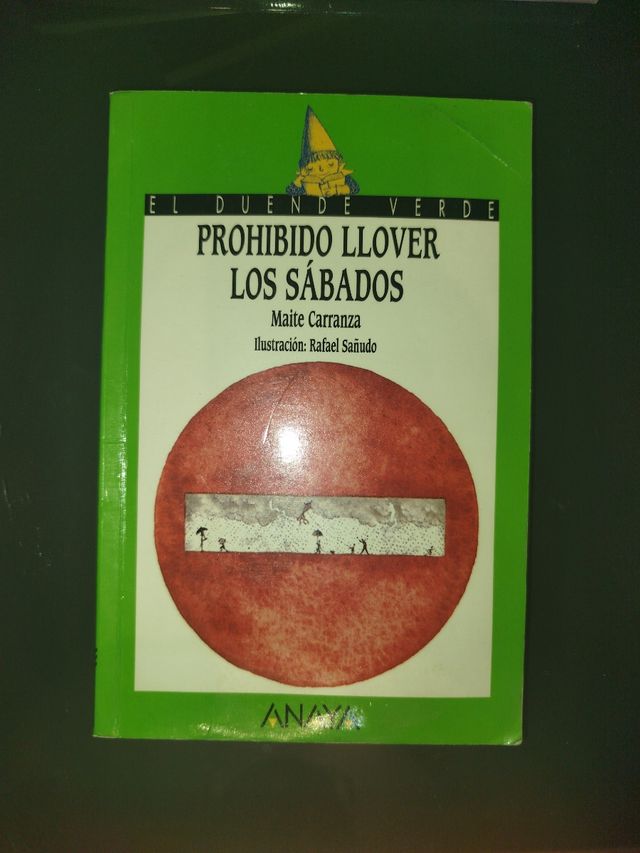 EL DUENDE VERDE
PROHIBIDO LLOVER
LOS SÁBADOS
Maite Carranza
Ilustración: Rafael Sañudo
ANAYA